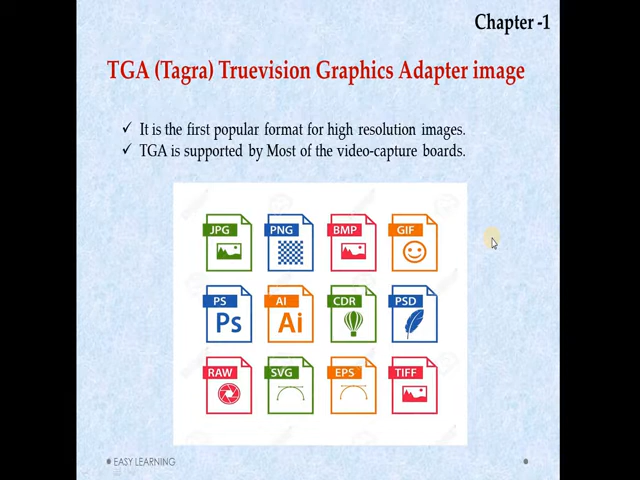 Chapter -1
TGA (Tagra) Truevision Graphics Adapter image
✓ It is the first popular format for high resolution images.
✓ TGA is supported by Most of the video-capture boards.
JPG PNG BMP GIF
PS AI CDR PSD
Ps Ai
RAW SVG EPS TIFF
EASY LEARNING